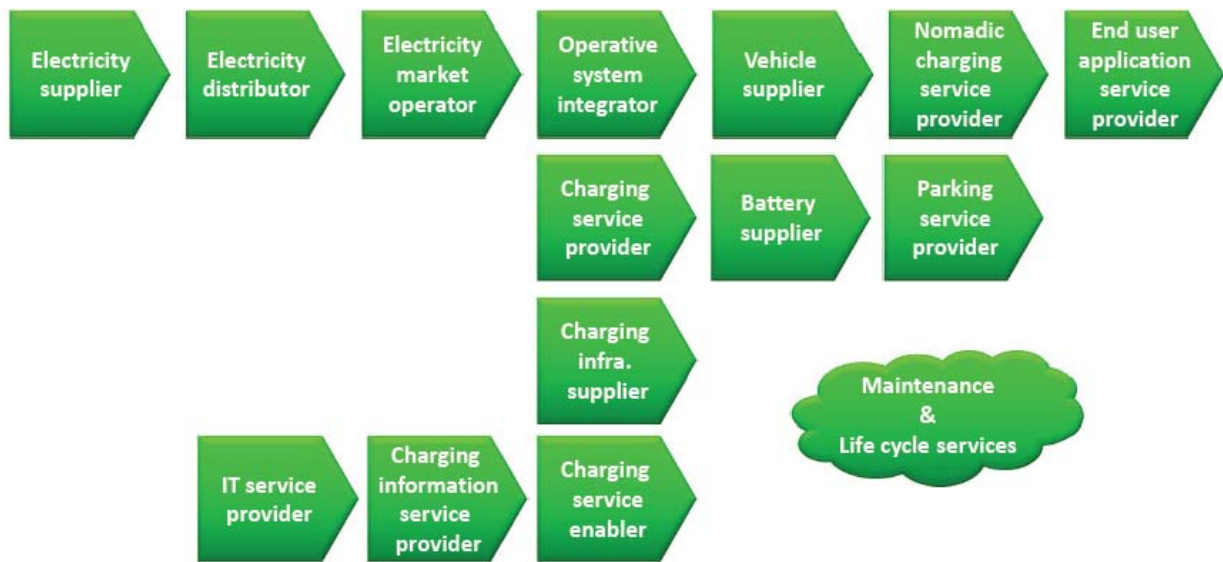 Electricity
supplier
Electricity
distributor
Electricity
market
operator
Operative
system
integrator
Vehicle
supplier
Nomadic
charging
service
provider
End user
application
service
provider
Charging
service
provider
Battery
supplier
Parking
service
provider
Charging
infra.
supplier
Maintenance
&
Life cycle services
IT service
provider
Charging
information
service
provider
Charging
service
enabler